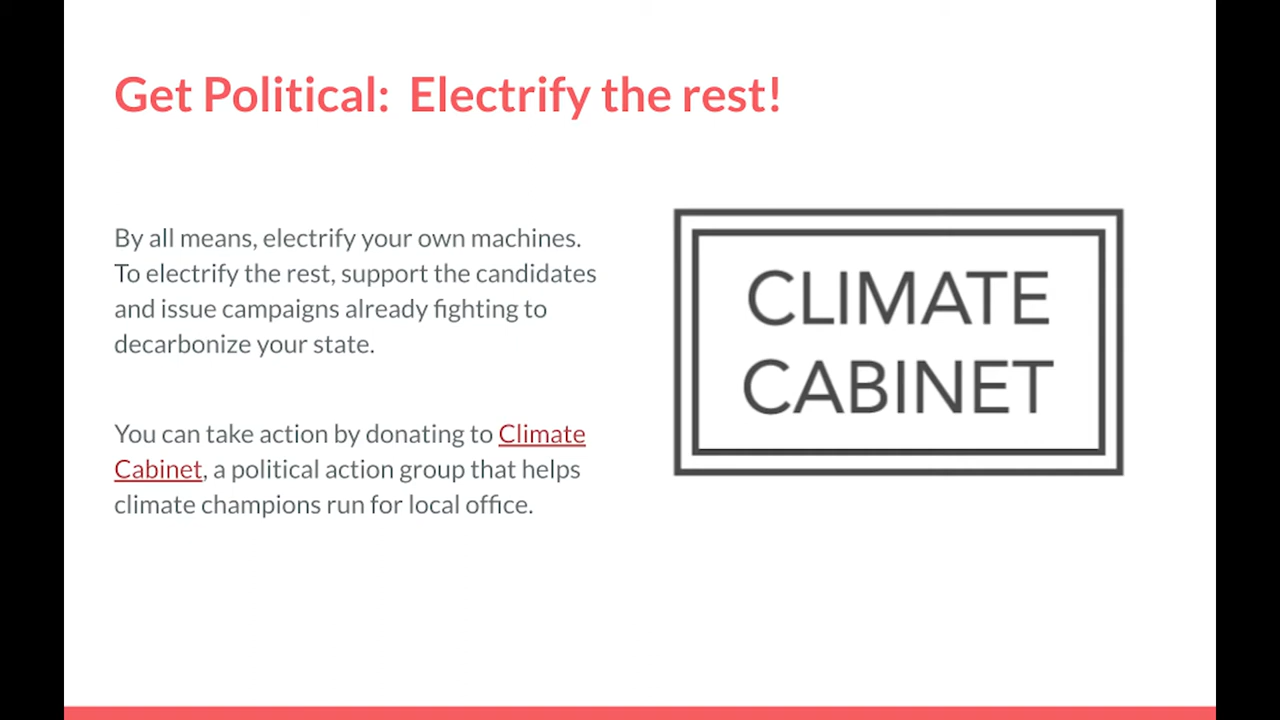 Get Political:  Electrify the rest!
By all means, electrify your own machines.
To electrify the rest, support the candidates
and issue campaigns already fighting to
decarbonize your state.
You can take action by donating to Climate
Cabinet, a political action group that helps
climate champions run for local office.
CLIMATE
CABINET